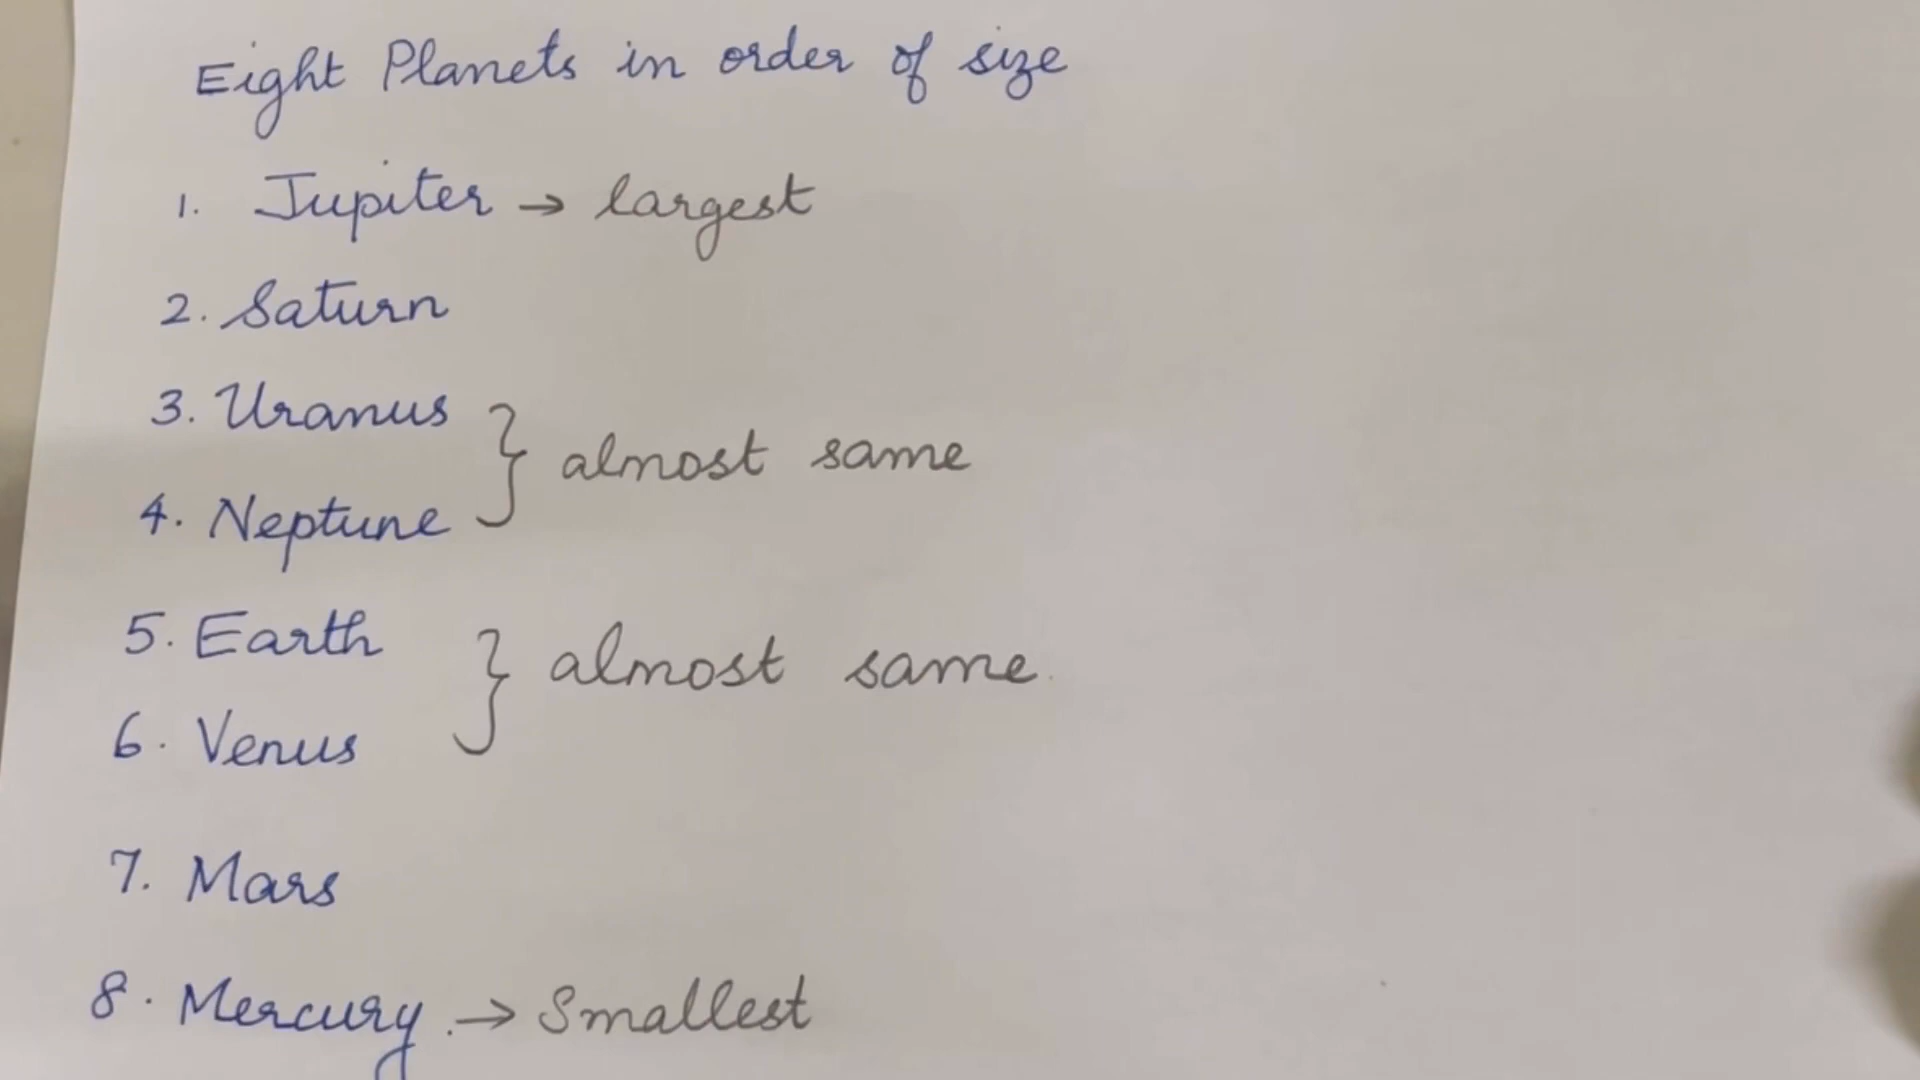 Eight Planets in order of size
1. Jupiter → largest
2. Saturn
3. Uranus
} almost same
4. Neptune
5. Earth
} almost same
6. Venus
7. Mars
8. Mercury → Smallest